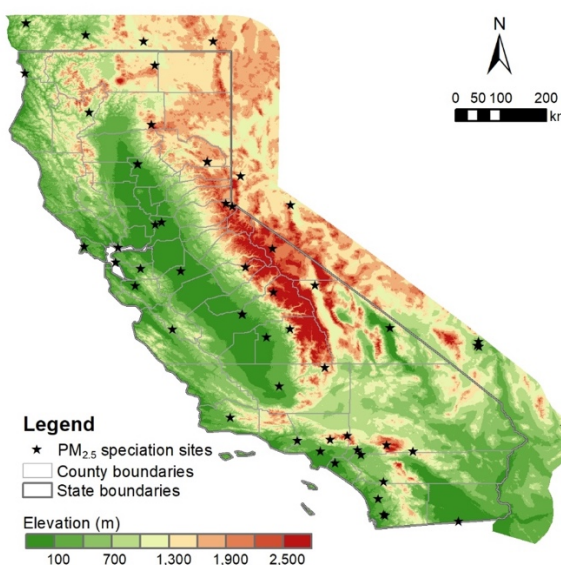 N
0 50 100 200
km
Legend
PM2.5 speciation sites
County boundaries
State boundaries
Elevation (m)
100 700 1.300 1.900 2,500